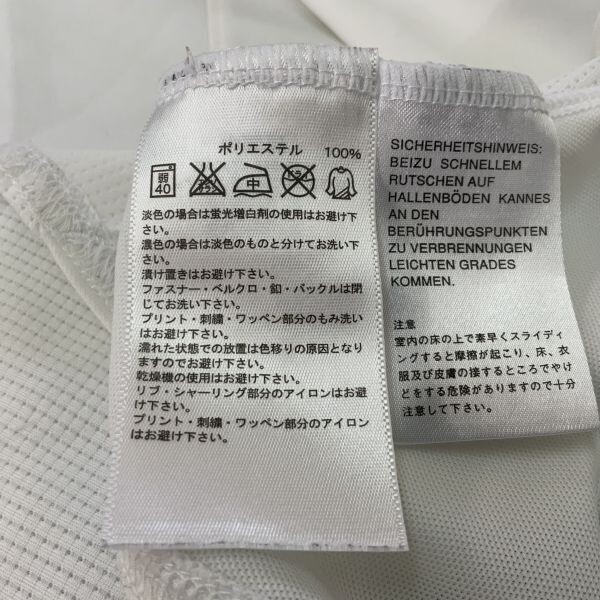 ポリエステル 100%
弱
40
エンソサラシ
中
ドライ
淡色の場合は蛍光増白剤の使用はお避け下
さい。
濃色の場合は淡色のものと分けてお洗い下
さい。
漬け置きはお避け下さい。
ファスナー・ベルクロ・釦・バックルは閉
じてお洗い下さい。
プリント・刺繍・ワッペン部分のもみ洗い
はお避け下さい。
濡れた状態での放置は色移りの原因となり
ますのでお避け下さい。
乾燥機の使用はお避け下さい。
リブ・シャーリング部分のアイロンはお避
け下さい。
プリント・刺繍・ワッペン部分のアイロン
はお避け下さい。
SICHERHEITSHINWEIS:
BEIZU SCHNELLEM
RUTSCHEN AUF
HALLENBÖDEN KANNES
AN DEN
BERÜHRUNGSPUNKTEN
ZU VERBRENNUNGEN
LEICHTEN GRADES
KOMMEN.
注意
室内の床の上で素早くスライディ
ングすると摩擦が起こり、床、衣
服及び皮膚の接するところでやけ
どをする危険がありますので十分
注意して下さい。